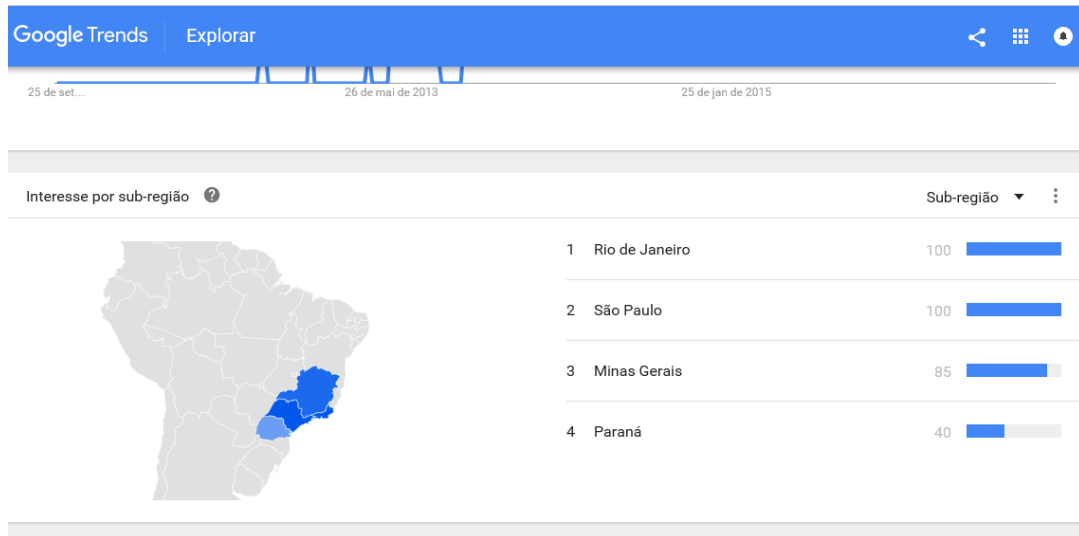 Google Trends Explorar
25 de set... 26 de mai de 2013 25 de jan de 2015
Interesse por sub-região ? Sub-região
1 Rio de Janeiro 100
2 São Paulo 100
3 Minas Gerais 85
4 Paraná 40